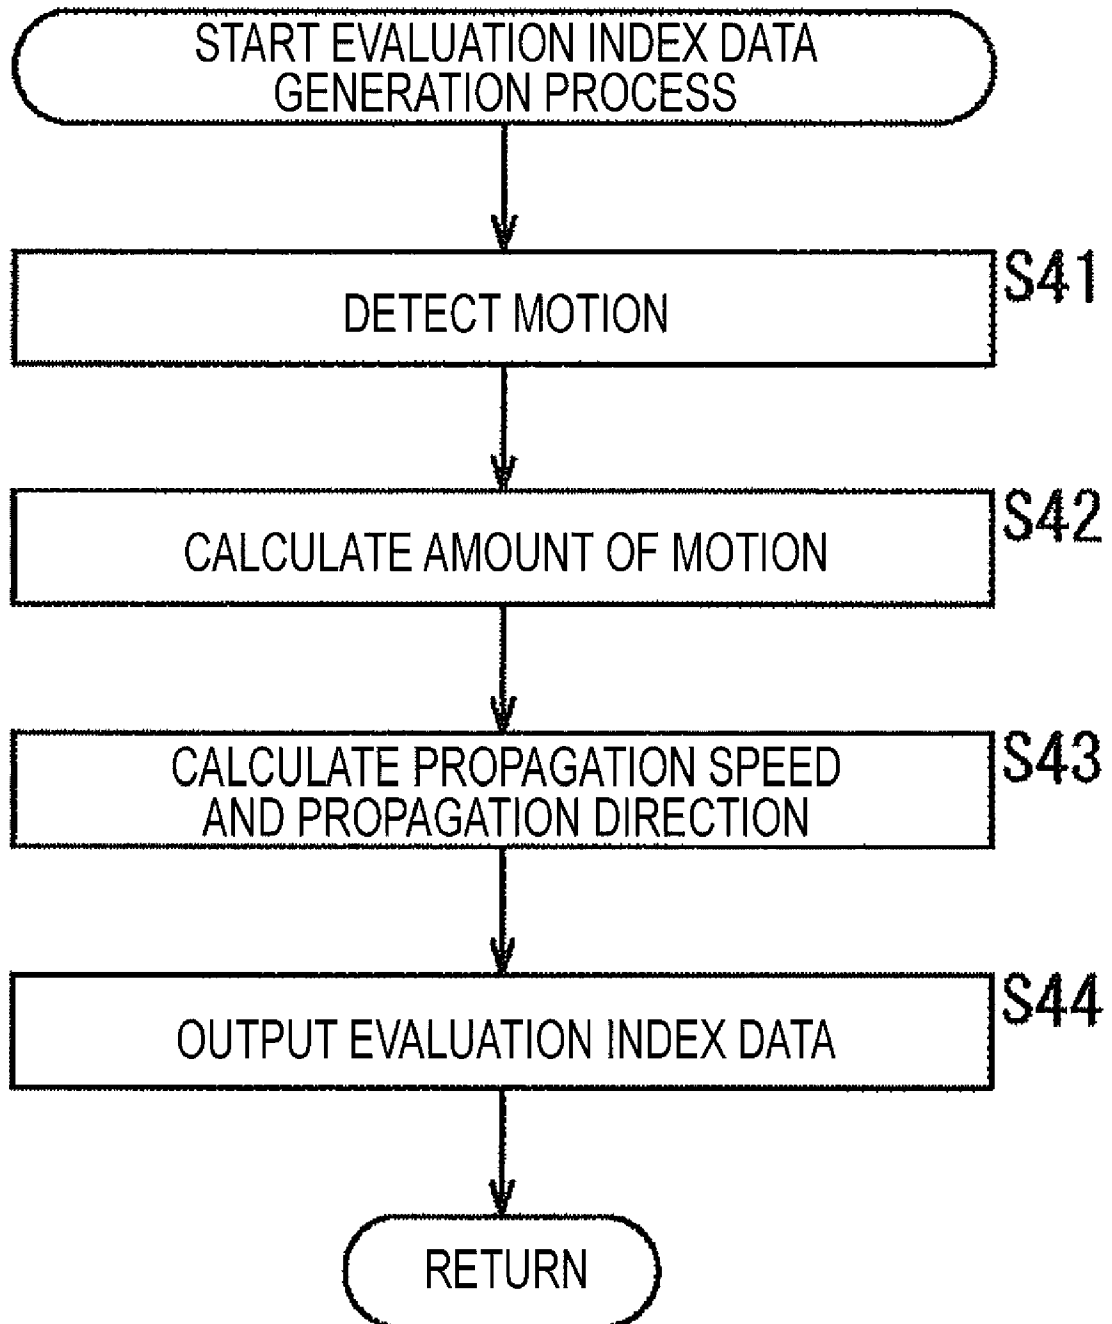 START EVALUATION INDEX DATA
GENERATION PROCESS
S41
DETECT MOTION
S42
CALCULATE AMOUNT OF MOTION
S43
CALCULATE PROPAGATION SPEED
AND PROPAGATION DIRECTION
S44
OUTPUT EVALUATION INDEX DATA
RETURN